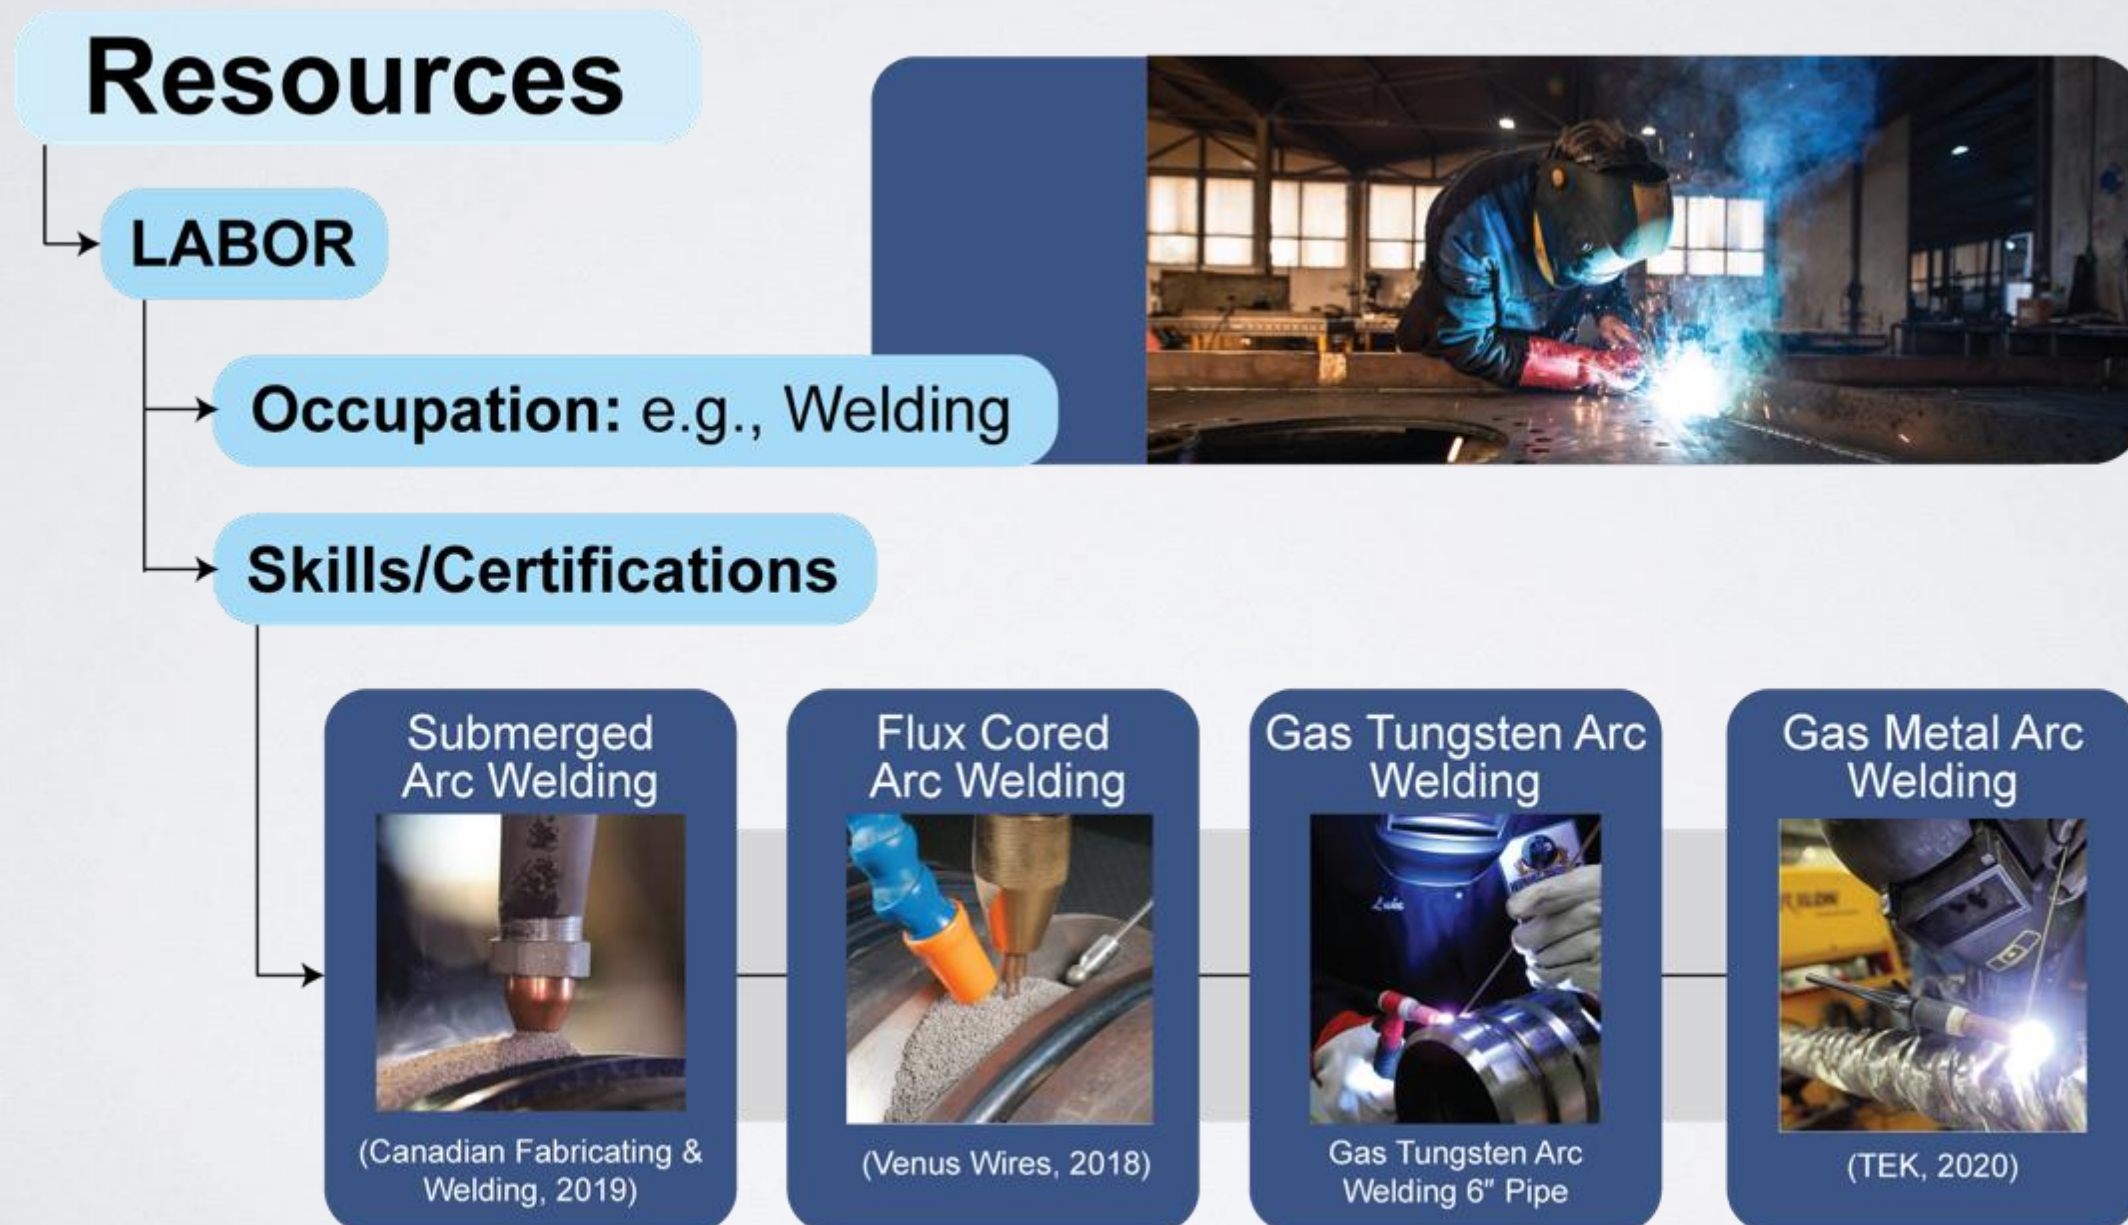 Resources
LABOR
Occupation: e.g., Welding
Skills/Certifications
Submerged
Arc Welding
(Canadian Fabricating &
Welding, 2019)
Flux Cored
Arc Welding
(Venus Wires, 2018)
Gas Tungsten Arc
Welding
Luke
Gas Tungsten Arc
Welding 6″ Pipe
Gas Metal Arc
Welding
(TEK, 2020)